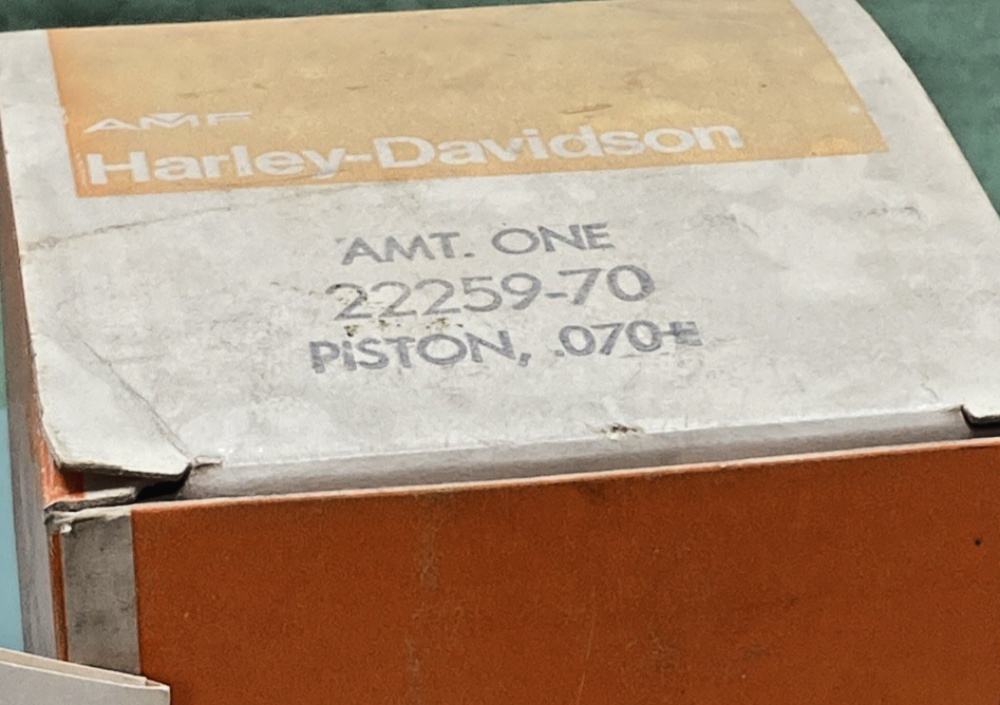 AMF
Harley-Davidson
AMT. ONE
22259-70
PISTON, .070+E